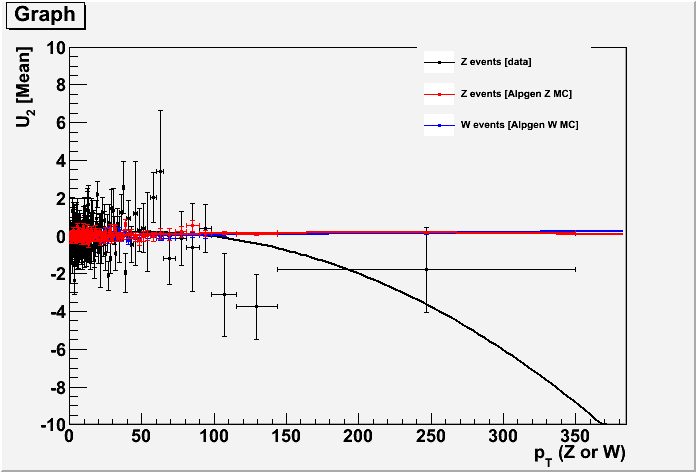 Graph
U2 [Mean]
10
8
6
4
2
0
-2
-4
-6
-8
-10
Z events [data]
Z events [Alpgen Z MC]
W events [Alpgen W MC]
0 50 100 150 200 250 300 350
pT (Z or W)